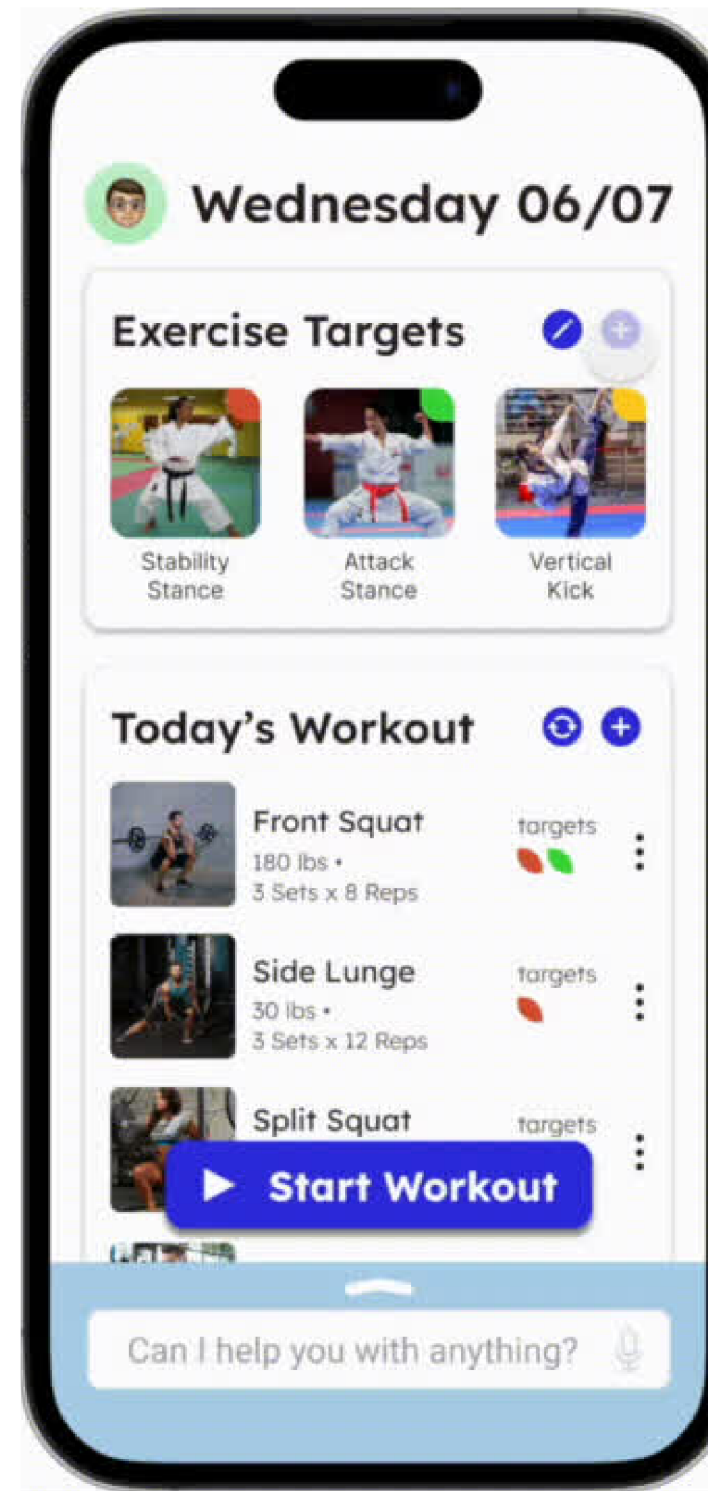 Wednesday 06/07
Exercise Targets
Stability
Stance
Attack
Stance
Vertical
Kick
Today's Workout
Front Squat
180 lbs •
3 Sets x 8 Reps
targets
Side Lunge
30 lbs •
3 Sets x 12 Reps
targets
Split Squat
targets
Start Workout
Can I help you with anything?